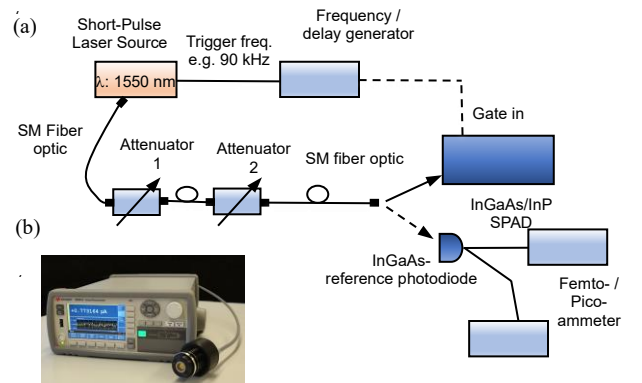 (a)
Short-Pulse
Laser Source
λ: 1550 nm
Trigger freq.
e.g. 90 kHz
Frequency /
delay generator
Gate in
SM Fiber
optic
Attenuator
1
Attenuator
2
SM fiber optic
InGaAs/InP
SPAD
InGaAs-
reference photodiode
Femto- /
Pico-
ammeter
(b)